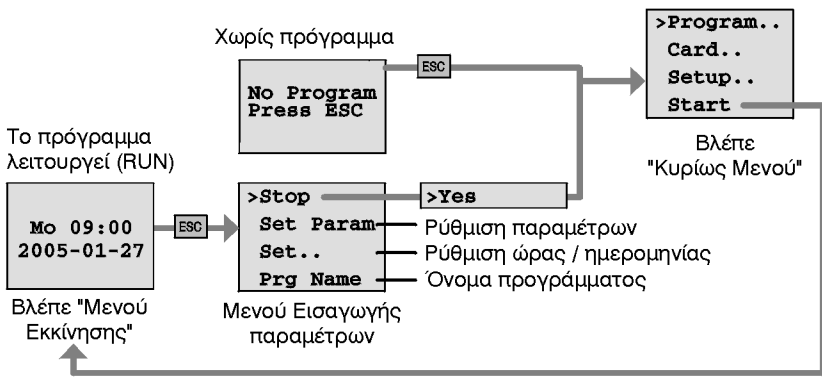 Χωρίς πρόγραμμα
ESC
No Program
Press ESC
>Program..
Card..
Setup..
Start
Βλέπε
"Κυρίως Μενού"
Το πρόγραμμα
λειτουργεί (RUN)
Mo 09:00
2005-01-27
ESC
>Stop
Set Param
Set..
Prg Name
>Yes
Ρύθμιση παραμέτρων
Ρύθμιση ώρας / ημερομηνίας
Όνομα προγράμματος
Βλέπε "Μενού
Εκκίνησης"
Μενού Εισαγωγής
παραμέτρων